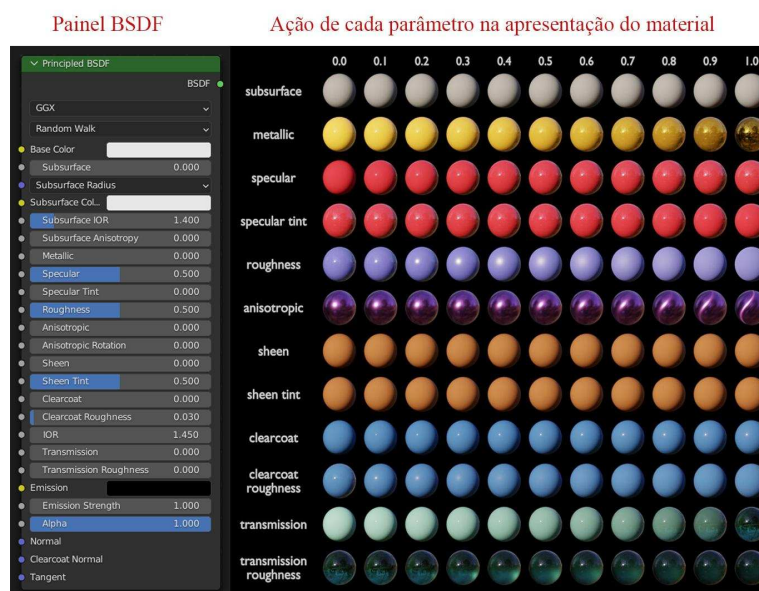 Painel BSDF
Ação de cada parâmetro na apresentação do material
Principled BSDF
BSDF
GGX
Random Walk
Base Color
Subsurface 0.000
Subsurface Radius
Subsurface Col...
Subsurface IOR 1.400
Subsurface Anisotropy 0.000
Metallic 0.000
Specular 0.500
Specular Tint 0.000
Roughness 0.500
Anisotropic 0.000
Anisotropic Rotation 0.000
Sheen 0.000
Sheen Tint 0.500
Clearcoat 0.000
Clearcoat Roughness 0.030
IOR 1.450
Transmission 0.000
Transmission Roughness 0.000
Emission
Emission Strength 1.000
Alpha 1.000
Normal
Clearcoat Normal
Tangent
0.0 0.1 0.2 0.3 0.4 0.5 0.6 0.7 0.8 0.9 1.0
subsurface
metallic
specular
specular tint
roughness
anisotropic
sheen
sheen tint
clearcoat
clearcoat
roughness
transmission
transmission
roughness